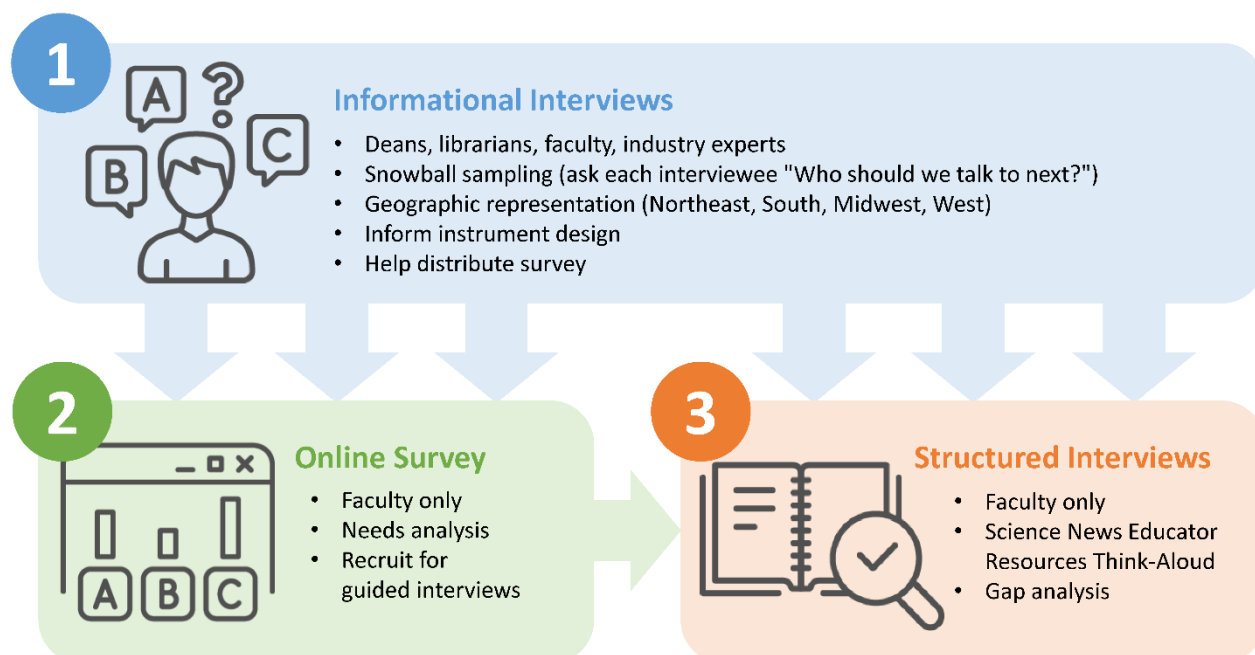 1
A
?
B
C
Informational Interviews
• Deans, librarians, faculty, industry experts
• Snowball sampling (ask each interviewee "Who should we talk to next?")
• Geographic representation (Northeast, South, Midwest, West)
• Inform instrument design
• Help distribute survey
2
Online Survey
• Faculty only
• Needs analysis
• Recruit for
guided interviews
A B C
3
Structured Interviews
• Faculty only
• Science News Educator
Resources Think-Aloud
• Gap analysis